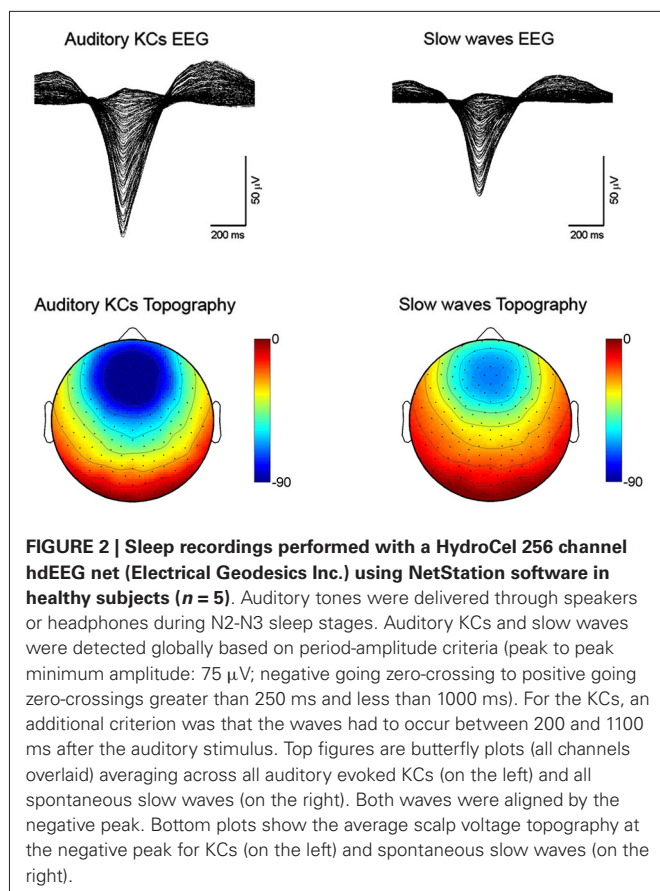 Auditory KCs EEG
Slow waves EEG
50 μV
200 ms
50 μV
200 ms
Auditory KCs Topography
Slow waves Topography
0
-90
0
-90
FIGURE 2 | Sleep recordings performed with a HydroCel 256 channel
hdEEG net (Electrical Geodesics Inc.) using NetStation software in
healthy subjects (n = 5). Auditory tones were delivered through speakers
or headphones during N2-N3 sleep stages. Auditory KCs and slow waves
were detected globally based on period-amplitude criteria (peak to peak
minimum amplitude: 75 μV; negative going zero-crossing to positive going
zero-crossings greater than 250 ms and less than 1000 ms). For the KCs, an
additional criterion was that the waves had to occur between 200 and 1100
ms after the auditory stimulus. Top figures are butterfly plots (all channels
overlaid) averaging across all auditory evoked KCs (on the left) and all
spontaneous slow waves (on the right). Both waves were aligned by the
negative peak. Bottom plots show the average scalp voltage topography at
the negative peak for KCs (on the left) and spontaneous slow waves (on the
right).